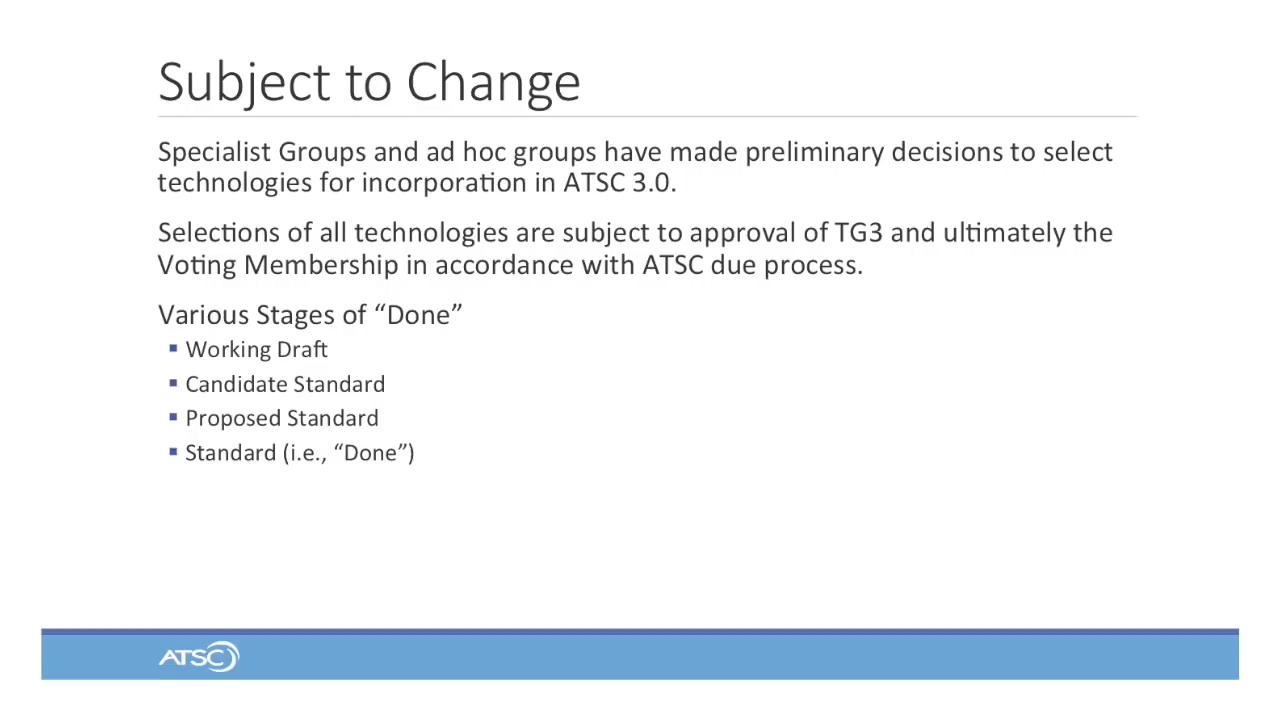 Subject to Change
Specialist Groups and ad hoc groups have made preliminary decisions to select
technologies for incorporation in ATSC 3.0.
Selections of all technologies are subject to approval of TG3 and ultimately the
Voting Membership in accordance with ATSC due process.
Various Stages of “Done”
▪ Working Draft
▪ Candidate Standard
▪ Proposed Standard
▪ Standard (i.e., “Done”)
ATSC